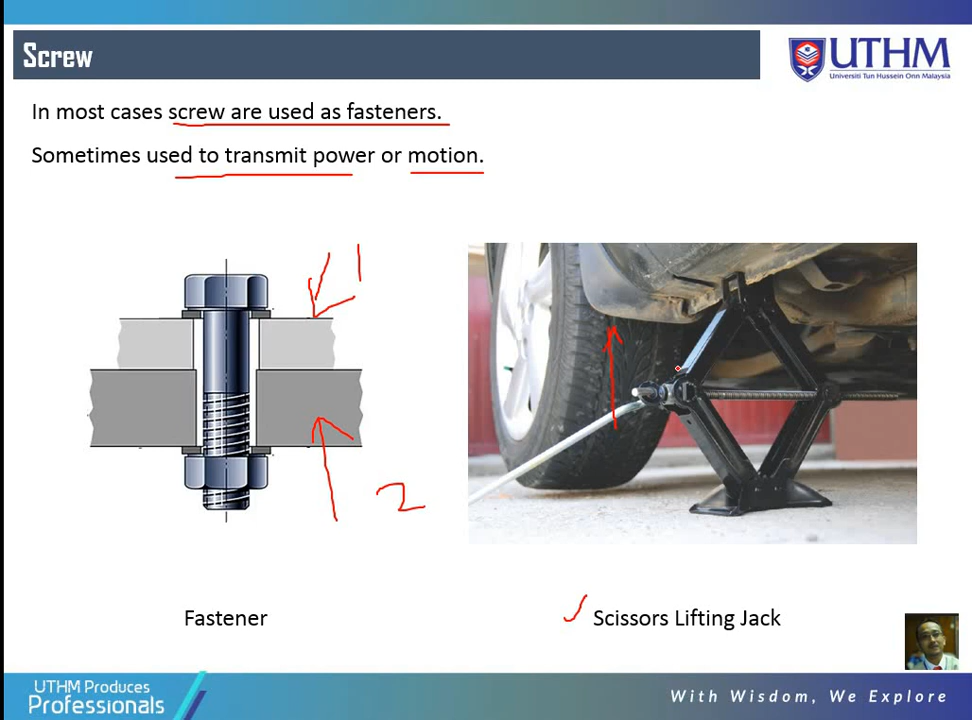 Screw
UTHM
Universiti Tun Hussein Onn Malaysia
In most cases screw are used as fasteners.
Sometimes used to transmit power or motion.
1
2
Fastener
Scissors Lifting Jack
UTHM Produces
Professionals
With Wisdom, We Explore